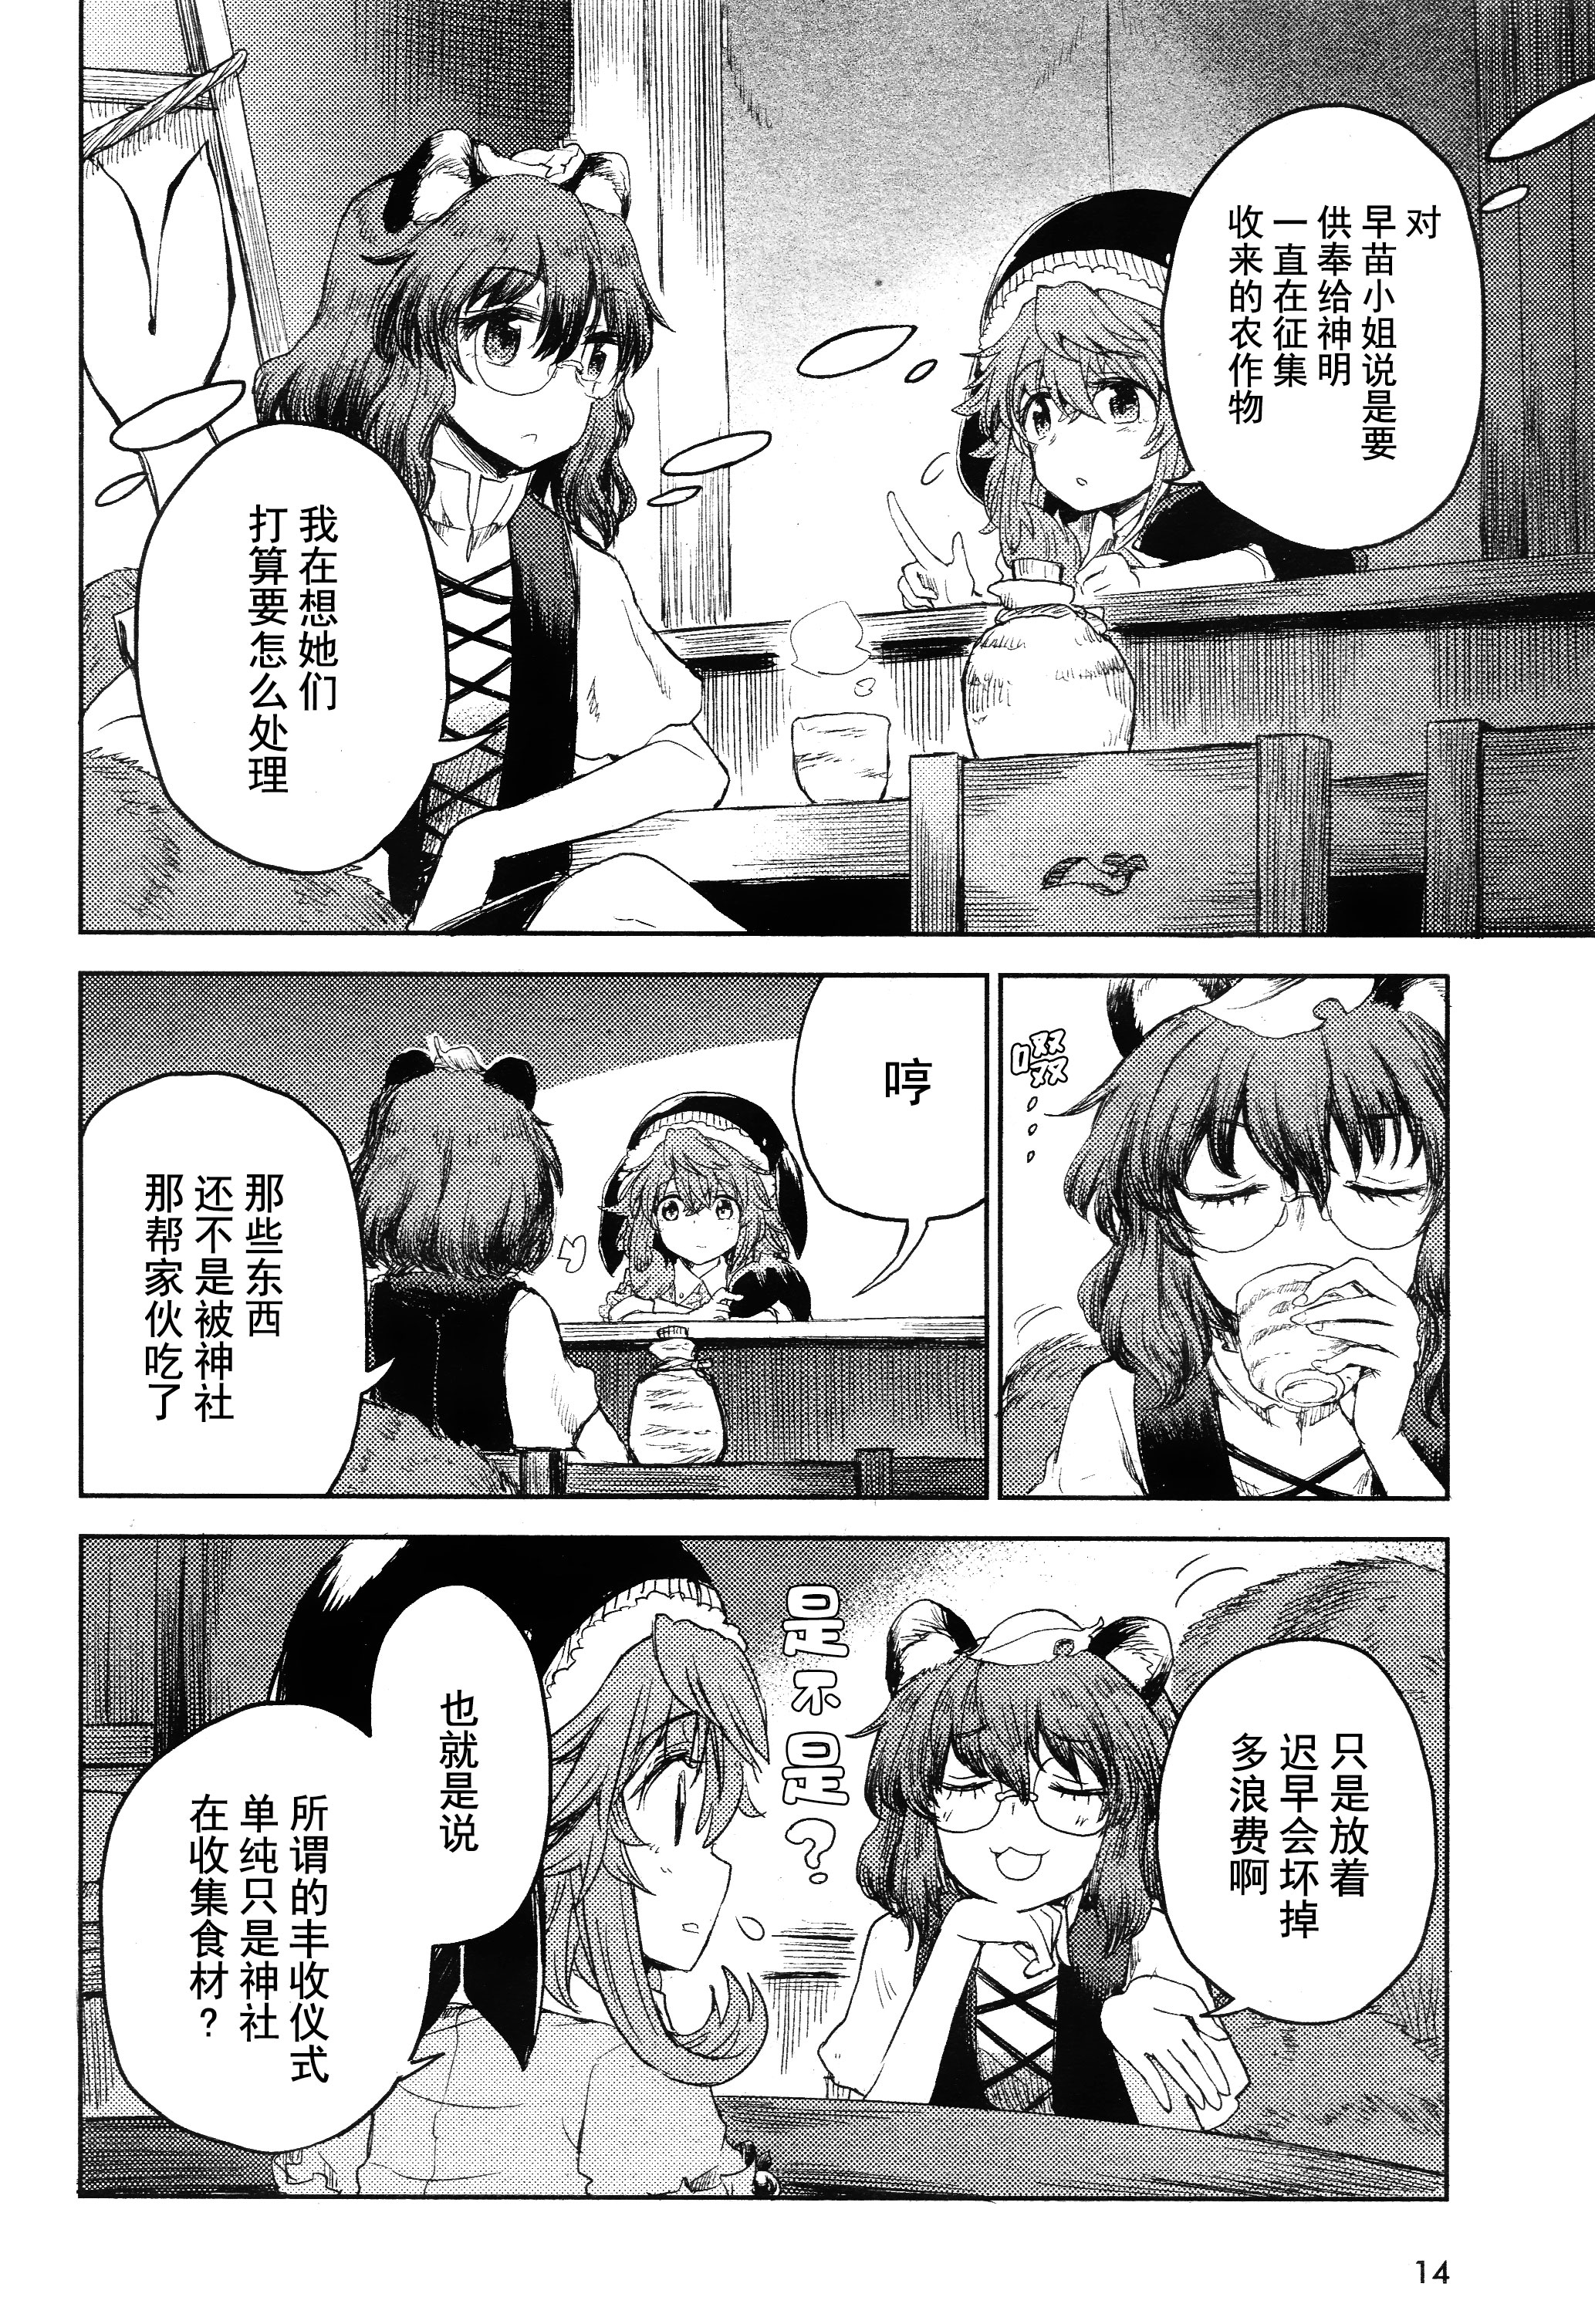 对
早苗小姐说是要
供奉给神明
一直在征集
收来的农作物
我在想她们
打算要怎么处理
啜...
哼
那些东西
还不是被神社
那帮家伙吃了
只是放着
迟早会坏掉
多浪费啊
是不是?
也就是说
所谓的丰收仪式
单纯只是神社
在收集食材?
14